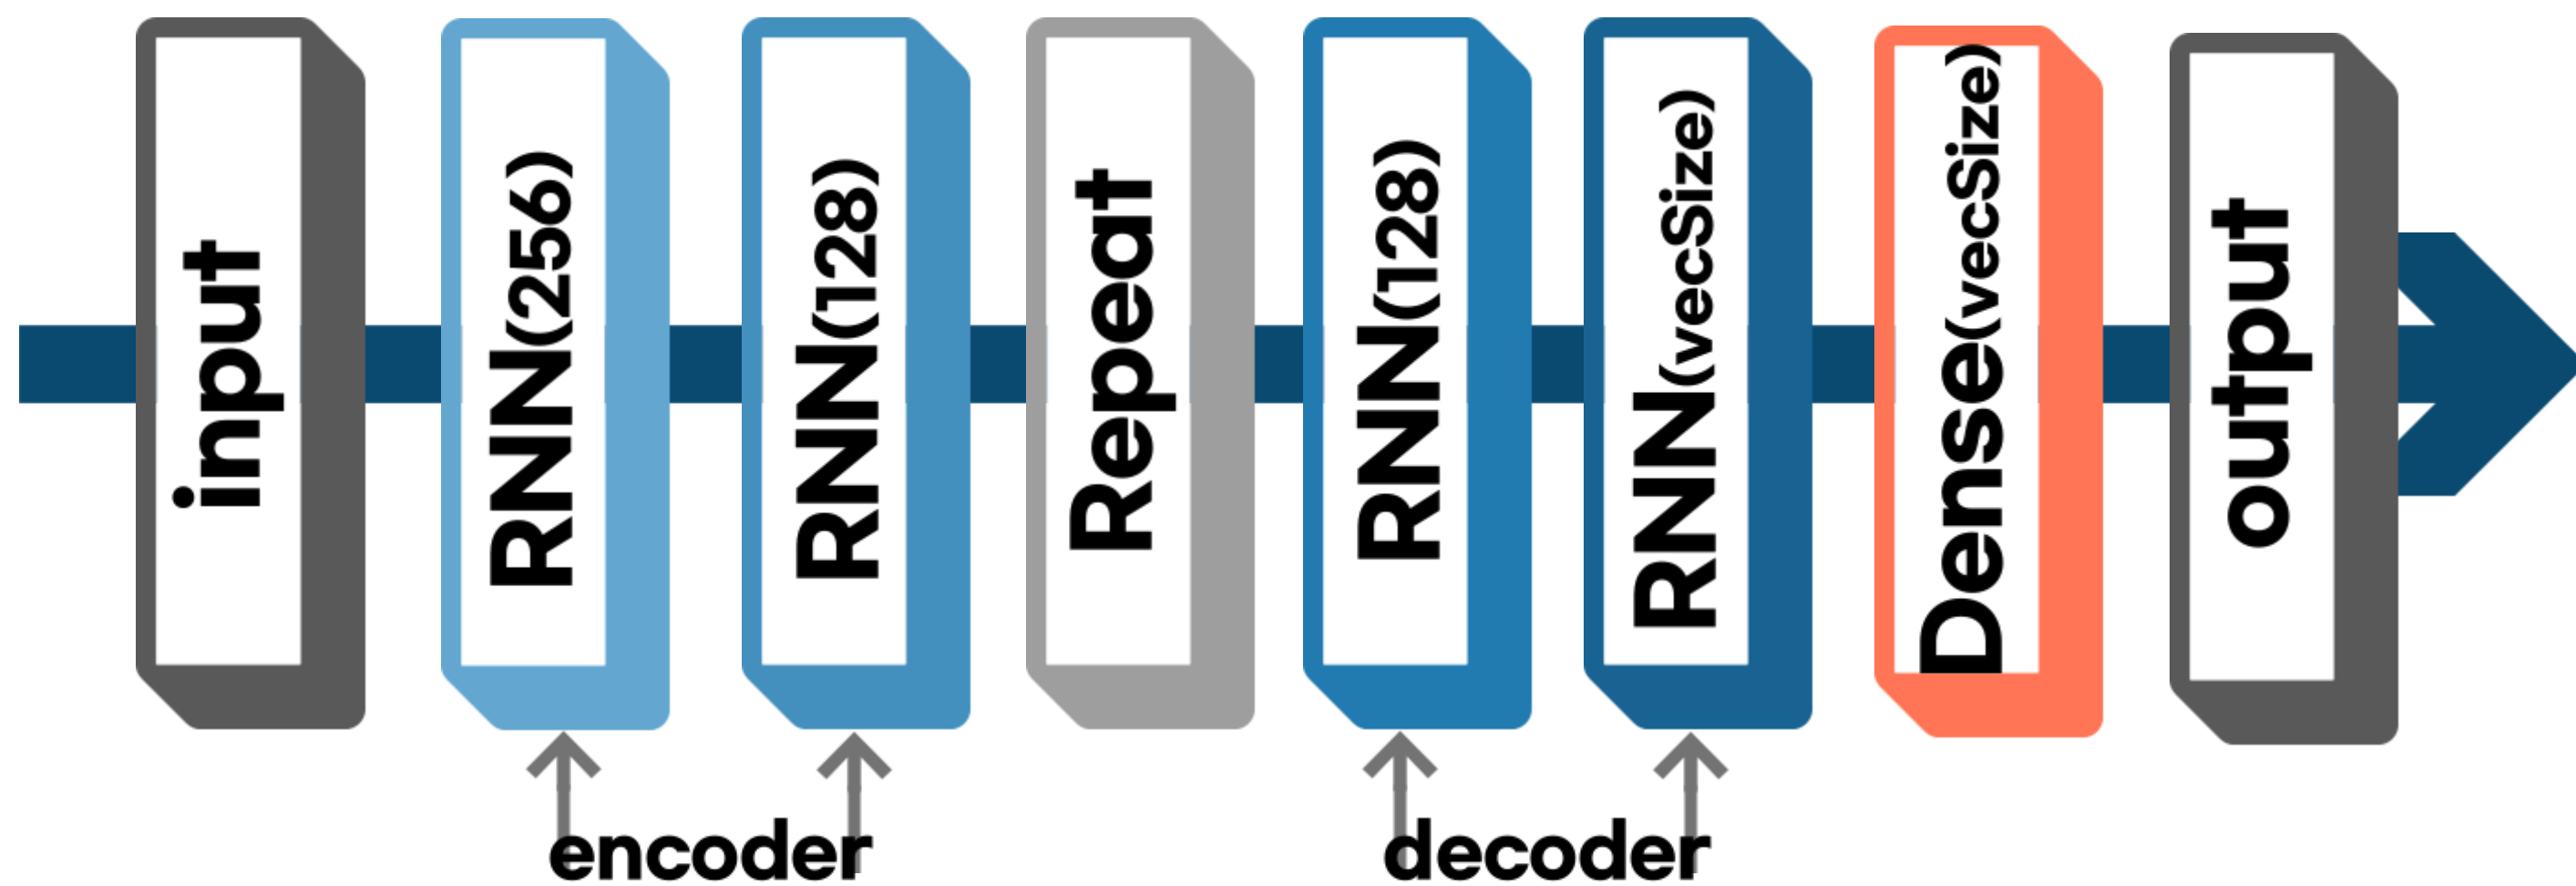 input
RNN(256)
RNN(128)
Repeat
RNN(128)
RNN(vecSize)
Dense(vecSize)
output
encoder
decoder